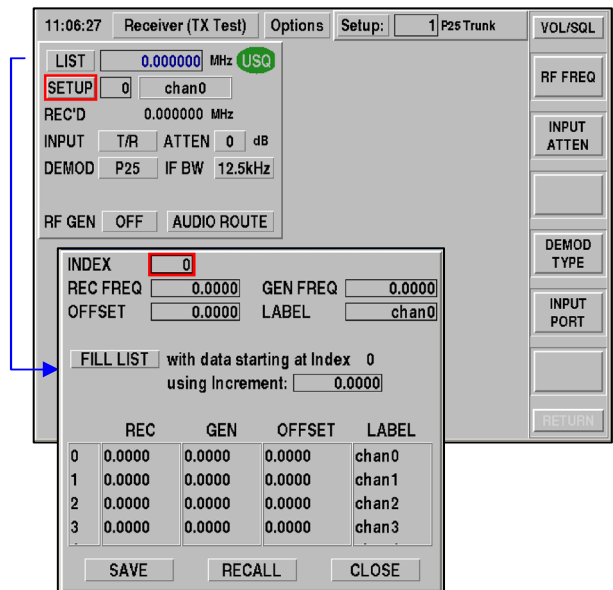 11:06:27 Receiver (TX Test) Options Setup: 1 P25 Trunk
LIST 0.000000 MHz USQ
SETUP 0 chan0
REC'D 0.000000 MHz
INPUT T/R ATTEN 0 dB
DEMOD P25 IF BW 12.5kHz
RF GEN OFF AUDIO ROUTE
VOL/SQL
RF FREQ
INPUT
ATTEN
DEMOD
TYPE
INPUT
PORT
RETURN
INDEX 0
REC FREQ 0.0000 GEN FREQ 0.0000
OFFSET 0.0000 LABEL chan0
FILL LIST with data starting at Index 0
using Increment: 0.0000
REC GEN OFFSET LABEL
0 0.0000 0.0000 0.0000 chan0
1 0.0000 0.0000 0.0000 chan1
2 0.0000 0.0000 0.0000 chan2
3 0.0000 0.0000 0.0000 chan3
SAVE RECALL CLOSE